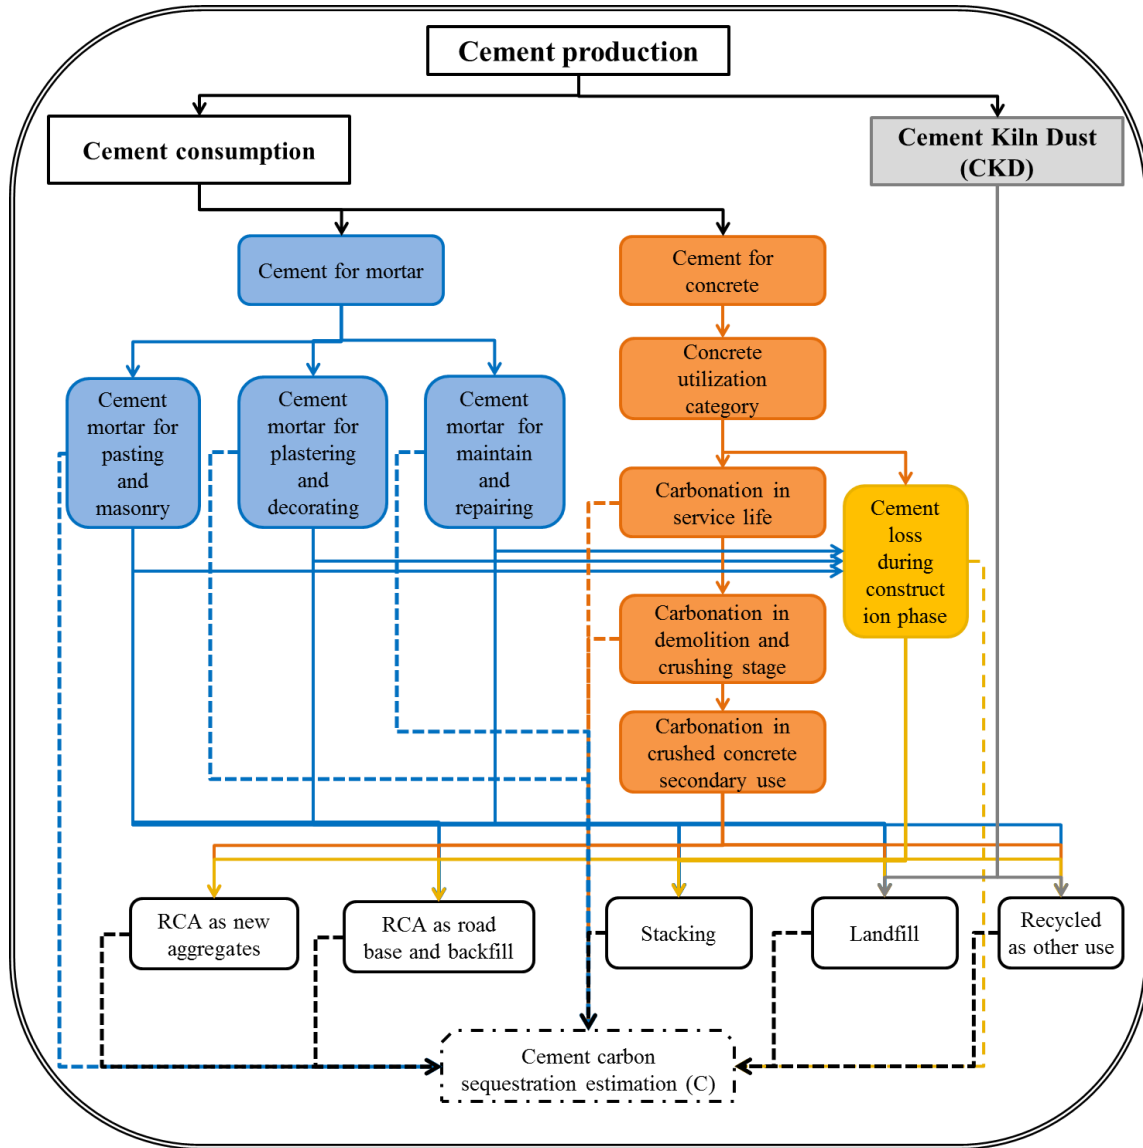 Cement production
Cement consumption
Cement Kiln Dust
(CKD)
Cement for mortar
Cement for
concrete
Concrete
utilization
category
Cement
mortar for
pasting
and
masonry
Cement
mortar for
plastering
and
decorating
Cement
mortar for
maintain
and
repairing
Carbonation in
service life
Cement
loss
during
construct
ion phase
Carbonation in
demolition and
crushing stage
Carbonation in
crushed concrete
secondary use
RCA as new
aggregates
RCA as road
base and backfill
Stacking
Landfill
Recycled
as other use
Cement carbon
sequestration estimation (C)